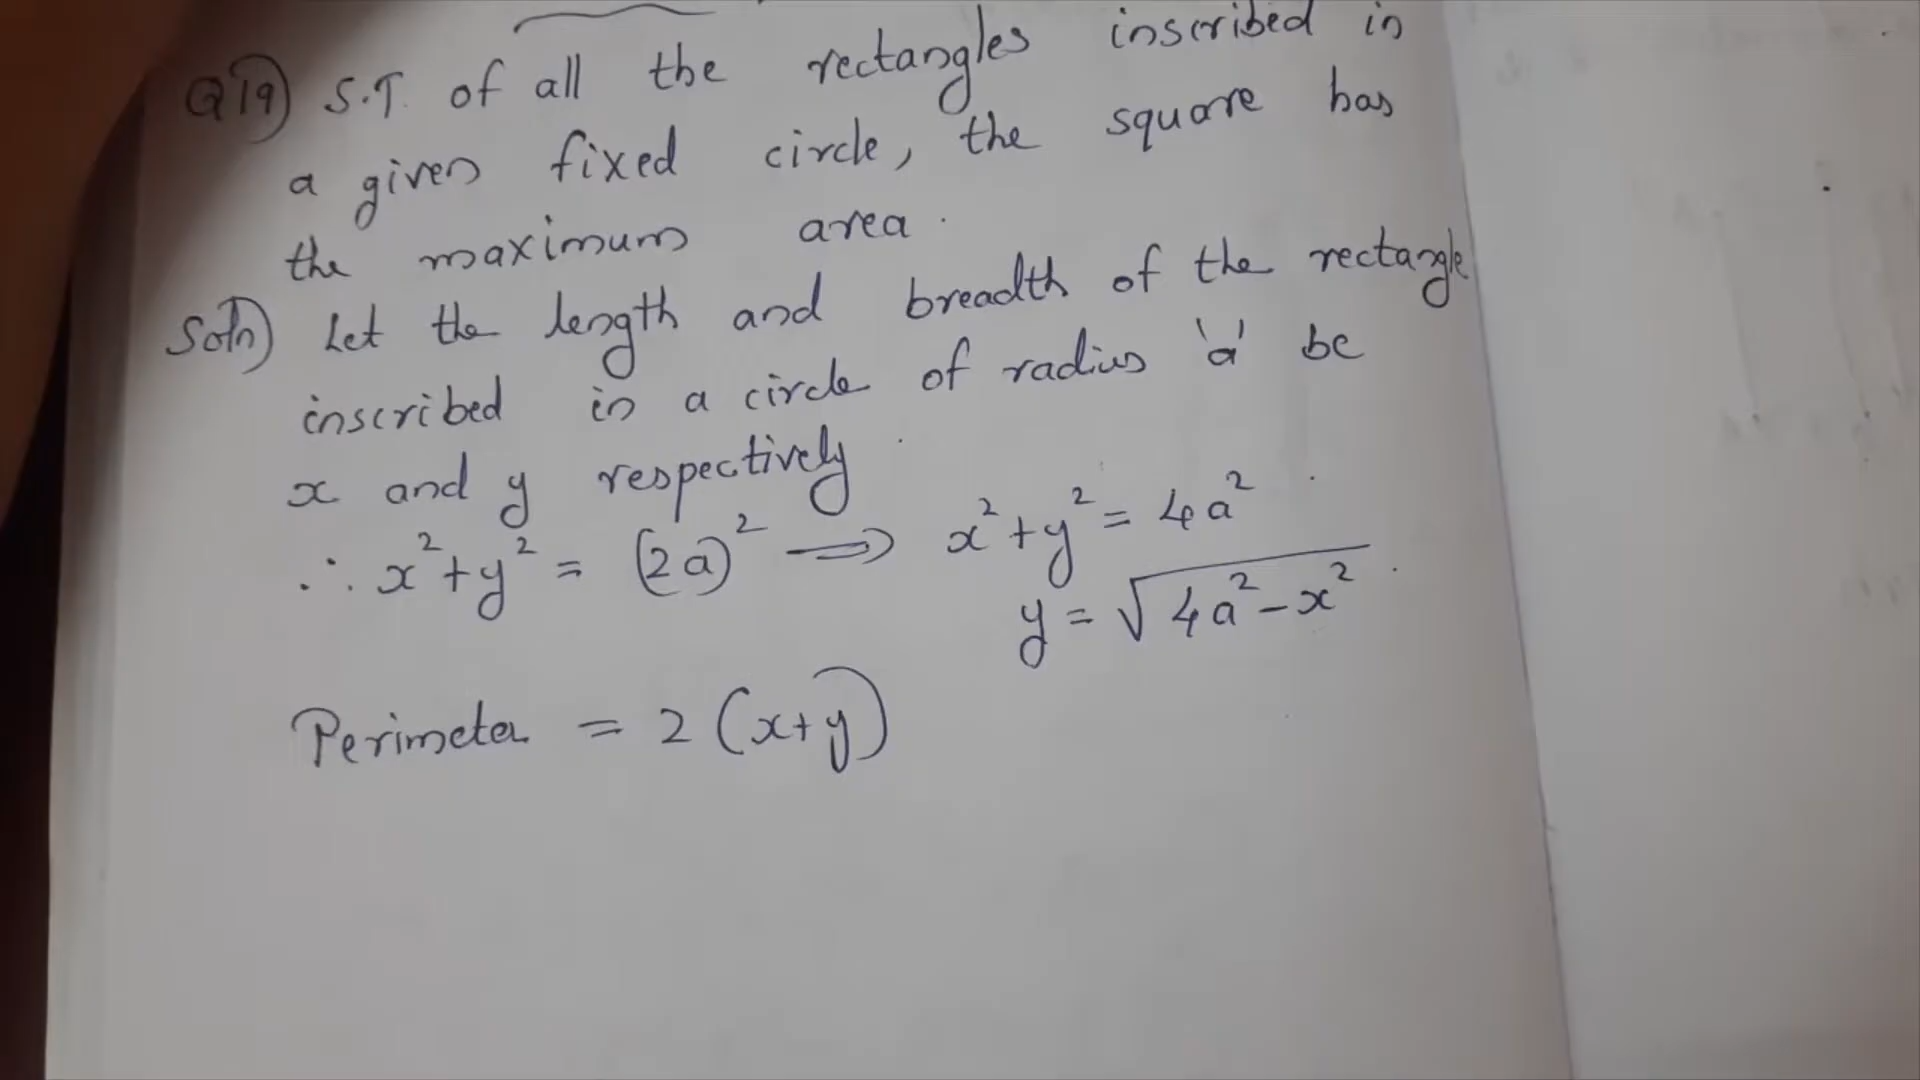 Q19) S.T. of all the rectangles inscribed in
a given fixed circle, the square has
the maximum area.
Soln) Let the length and breadth of the rectangle
inscribed in a circle of radius 'a' be
x and y respectively
∴ x²+y² = (2a)² ⟹ x²+y² = 4a²
y = √4a²-x²
Perimeter = 2(x+y)